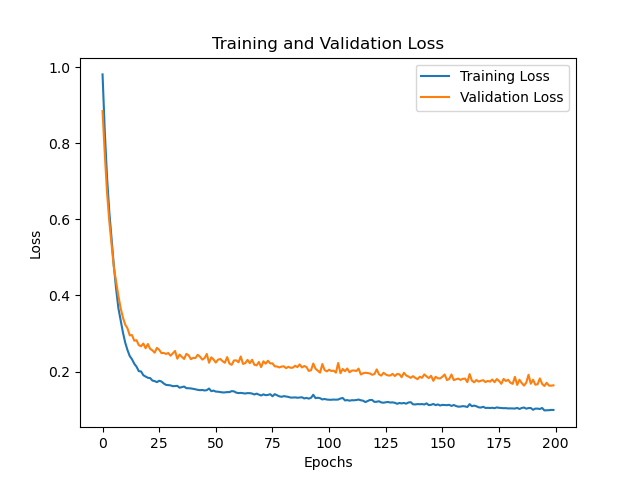 Training and Validation Loss
Training Loss
Validation Loss
1.0
0.8
0.6
0.4
0.2
Loss
0 25 50 75 100 125 150 175 200
Epochs